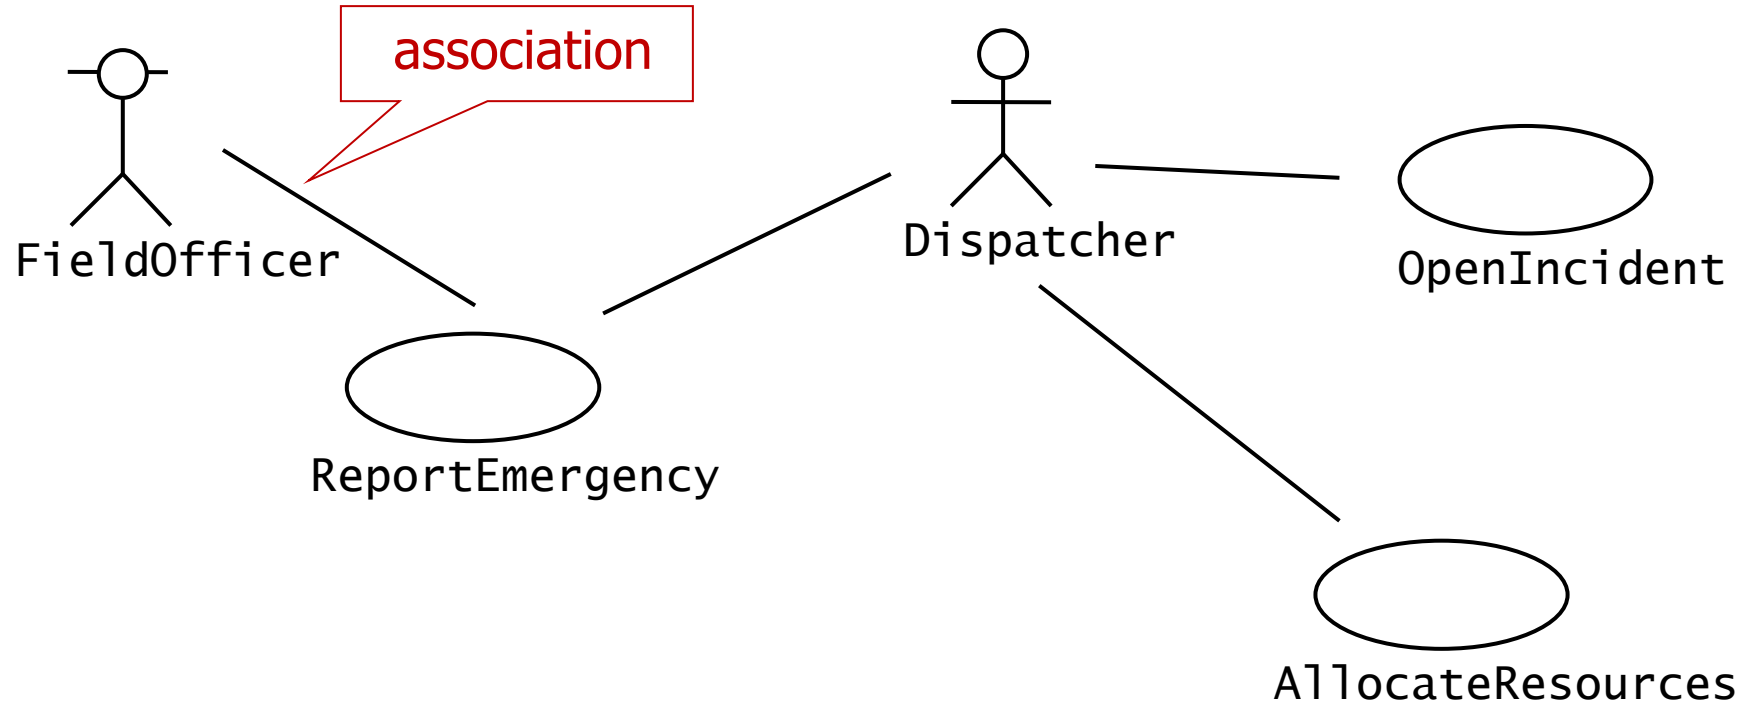 association
Dispatcher
FieldOfficer
OpenIncident
ReportEmergency
AllocateResources